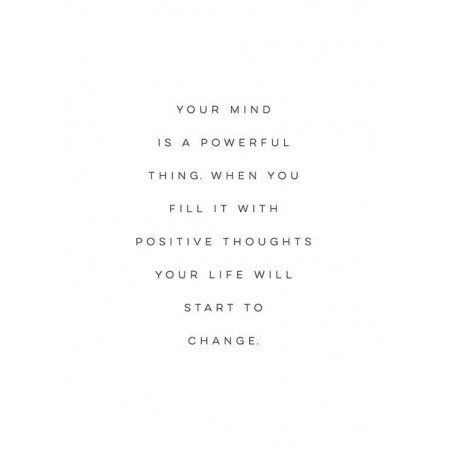 YOUR MIND
IS A POWERFUL
THING. WHEN YOU
FILL IT WITH
POSITIVE THOUGHTS
YOUR LIFE WILL
START TO
CHANGE.